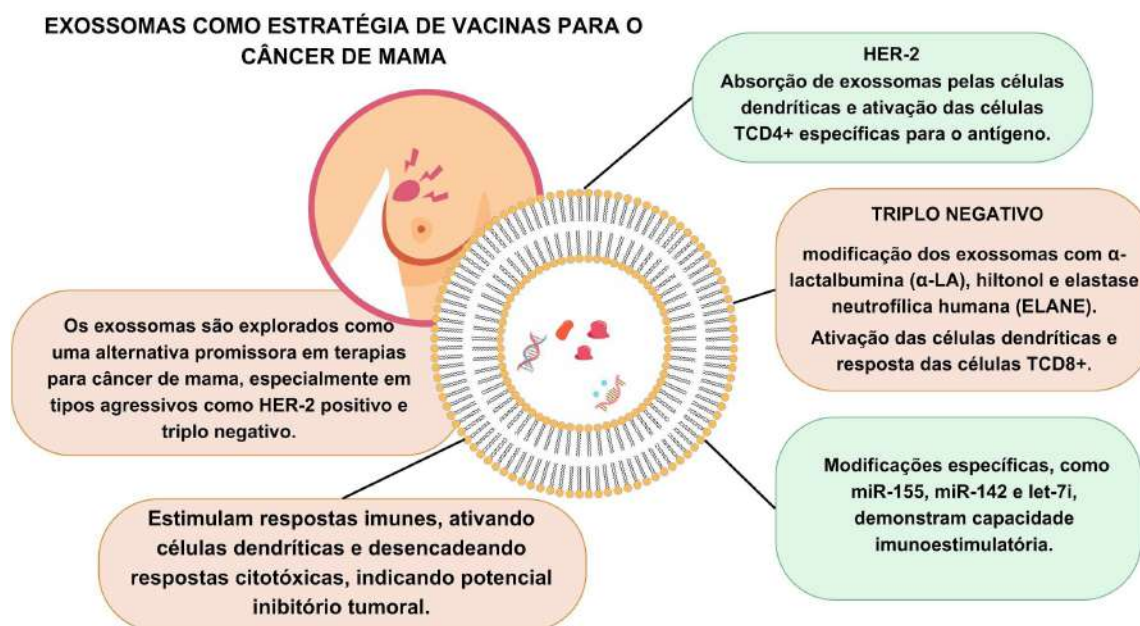 EXOSSOMAS COMO ESTRATÉGIA DE VACINAS PARA O
CÂNCER DE MAMA
HER-2
Absorção de exossomas pelas células
dendríticas e ativação das células
TCD4+ específicas para o antígeno.
TRIPLO NEGATIVO
modificação dos exossomas com α-
lactalbumina (α-LA), hiltonol e elastase
neutrofílica humana (ELANE).
Ativação das células dendríticas e
resposta das células TCD8+.
Os exossomas são explorados como
uma alternativa promissora em terapias
para câncer de mama, especialmente em
tipos agressivos como HER-2 positivo e
triplo negativo.
Modificações específicas, como
miR-155, miR-142 e let-7i,
demonstram capacidade
imunoestimulatória.
Estimulam respostas imunes, ativando
células dendríticas e desencadeando
respostas citotóxicas, indicando potencial
inibitório tumoral.